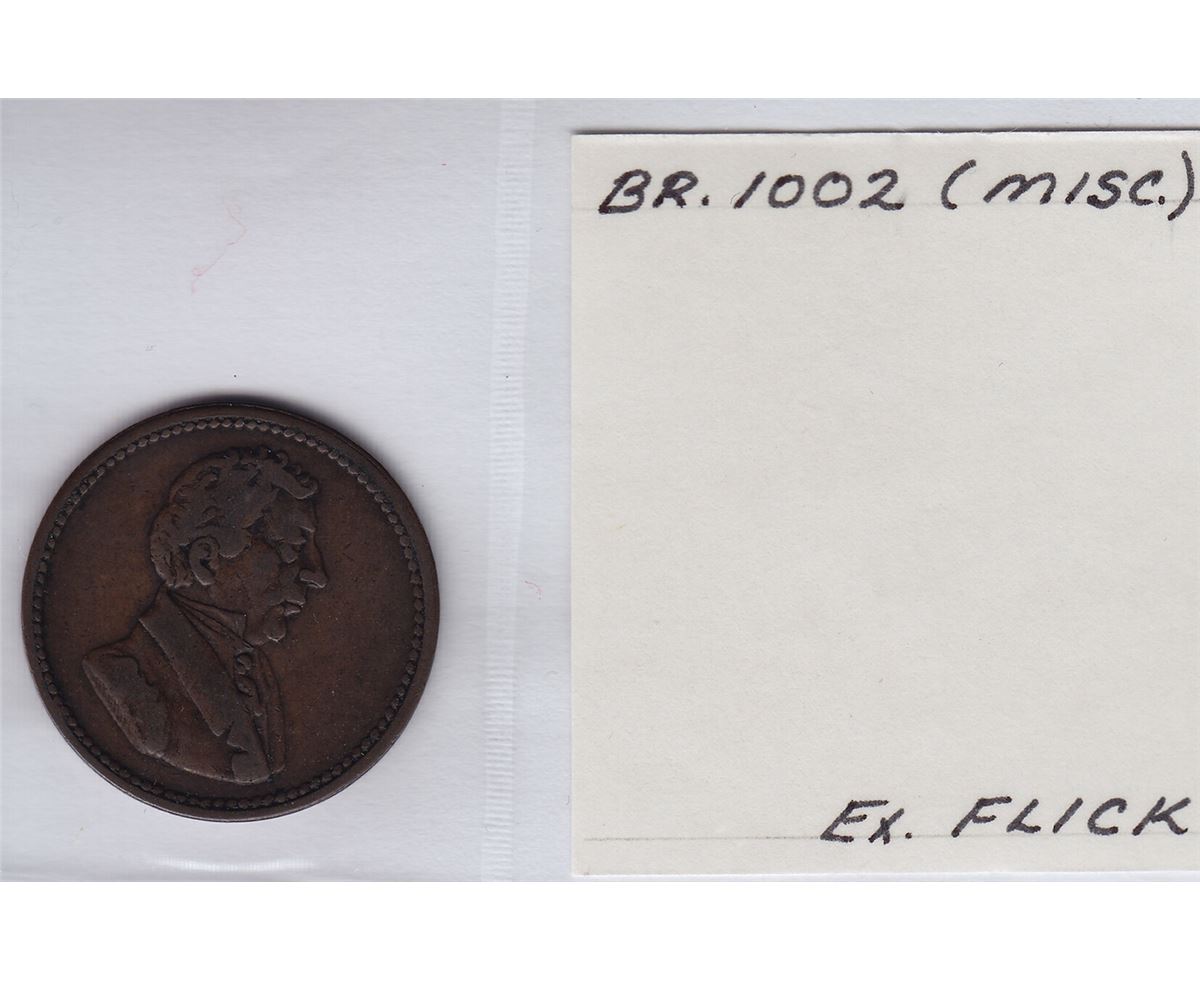 BR. 1002 (MISC.)
Ex. FLICK